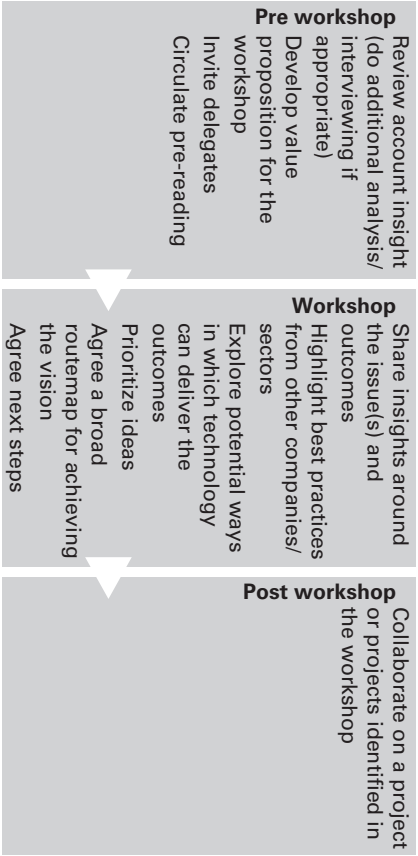 Pre workshop
Review account insight
(do additional analysis/
interviewing if
appropriate)
Develop value
proposition for the
workshop
Invite delegates
Circulate pre-reading
Workshop
Share insights around
the issue(s) and
outcomes
Highlight best practices
from other companies/
sectors
Explore potential ways
in which technology
can deliver the
outcomes
Prioritize ideas
Agree a broad
routemap for achieving
the vision
Agree next steps
Post workshop
Collaborate on a project
or projects identified in
the workshop